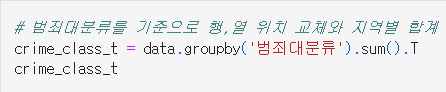 # 범죄대분류를 기준으로 행,열 위치 교체와 지역별 합계
crime_class_t = data.groupby('범죄대분류').sum().T
crime_class_t